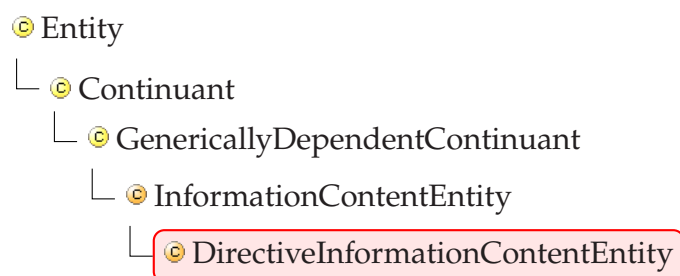 Entity
Continuant
GenericallyDependentContinuant
InformationContentEntity
DirectiveInformationContentEntity